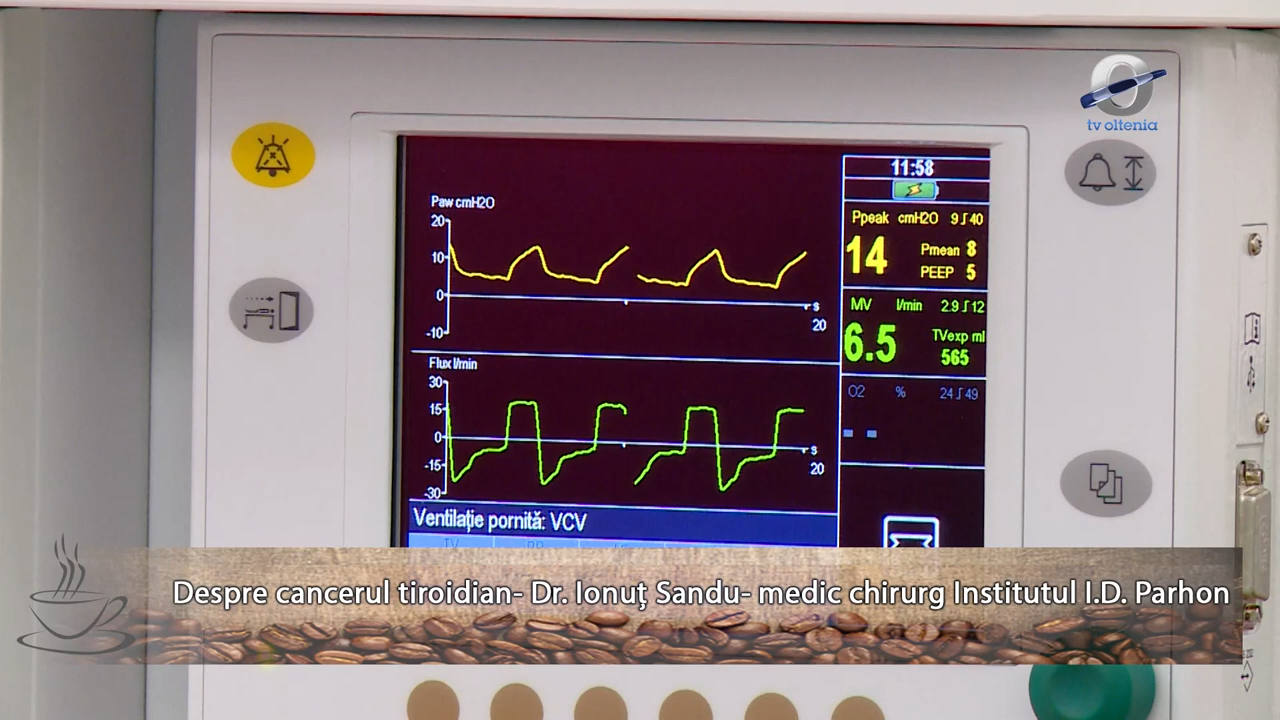 tv oltenia
11:58
Paw cmH2O
20
10
0
-10
s
20
Ppeak cmH2O 9 40
14
Pmean 8
PEEP 5
MV l/min 2.9 12
6.5
TVexp ml
565
O2 % 24 49
Flux l/min
30
15
0
-15
-30
s
20
Ventilație pornită: VCV
Despre cancerul tiroidian- Dr. Ionuț Sandu- medic chirurg Institutul I.D. Parhon